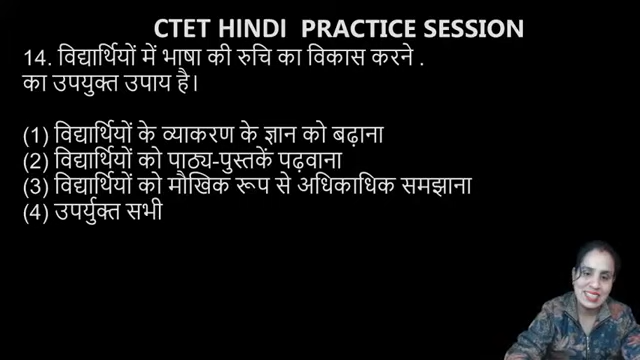 CTET HINDI PRACTICE SESSION
14. विद्यार्थियों में भाषा की रुचि का विकास करने .
का उपयुक्त उपाय है।
(1) विद्यार्थियों के व्याकरण के ज्ञान को बढ़ाना
(2) विद्यार्थियों को पाठ्य-पुस्तकें पढ़वाना
(3) विद्यार्थियों को मौखिक रूप से अधिकाधिक समझाना
(4) उपर्युक्त सभी